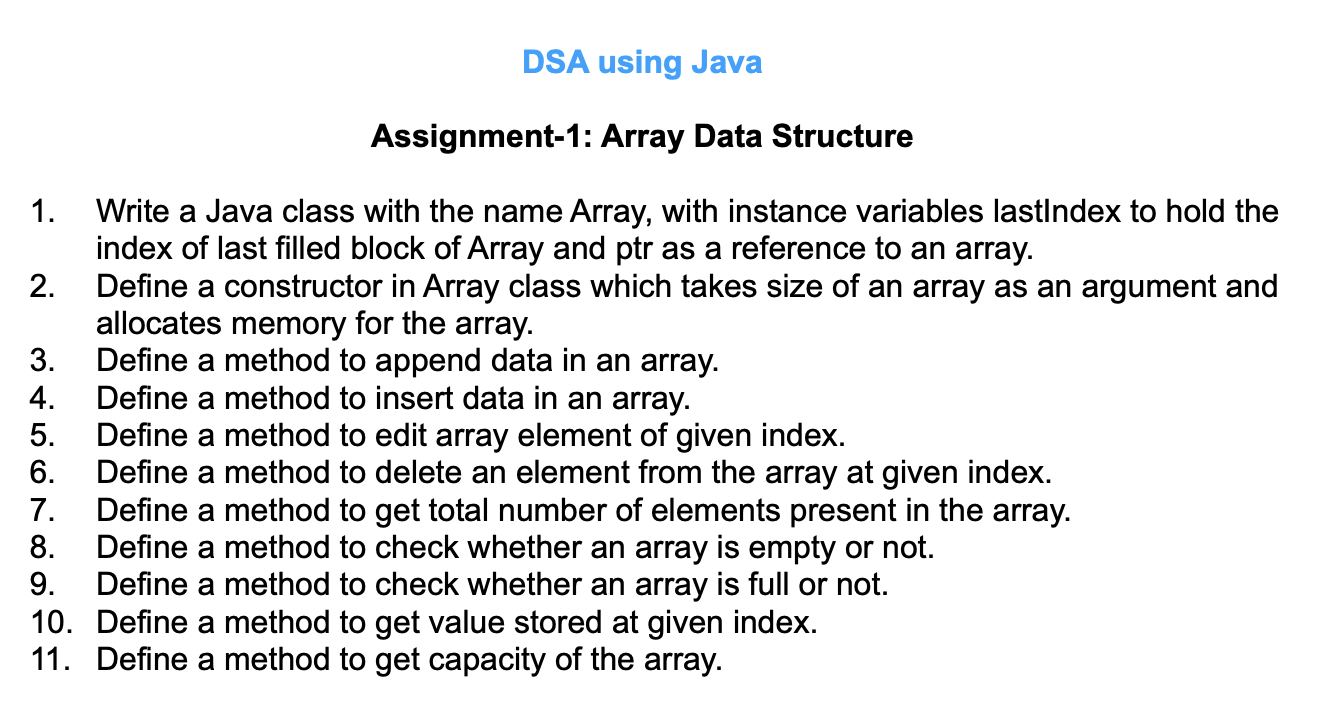 DSA using Java
Assignment-1: Array Data Structure
1. Write a Java class with the name Array, with instance variables lastIndex to hold the
index of last filled block of Array and ptr as a reference to an array.
2. Define a constructor in Array class which takes size of an array as an argument and
allocates memory for the array.
3. Define a method to append data in an array.
4. Define a method to insert data in an array.
5. Define a method to edit array element of given index.
6. Define a method to delete an element from the array at given index.
7. Define a method to get total number of elements present in the array.
8. Define a method to check whether an array is empty or not.
9. Define a method to check whether an array is full or not.
10. Define a method to get value stored at given index.
11. Define a method to get capacity of the array.